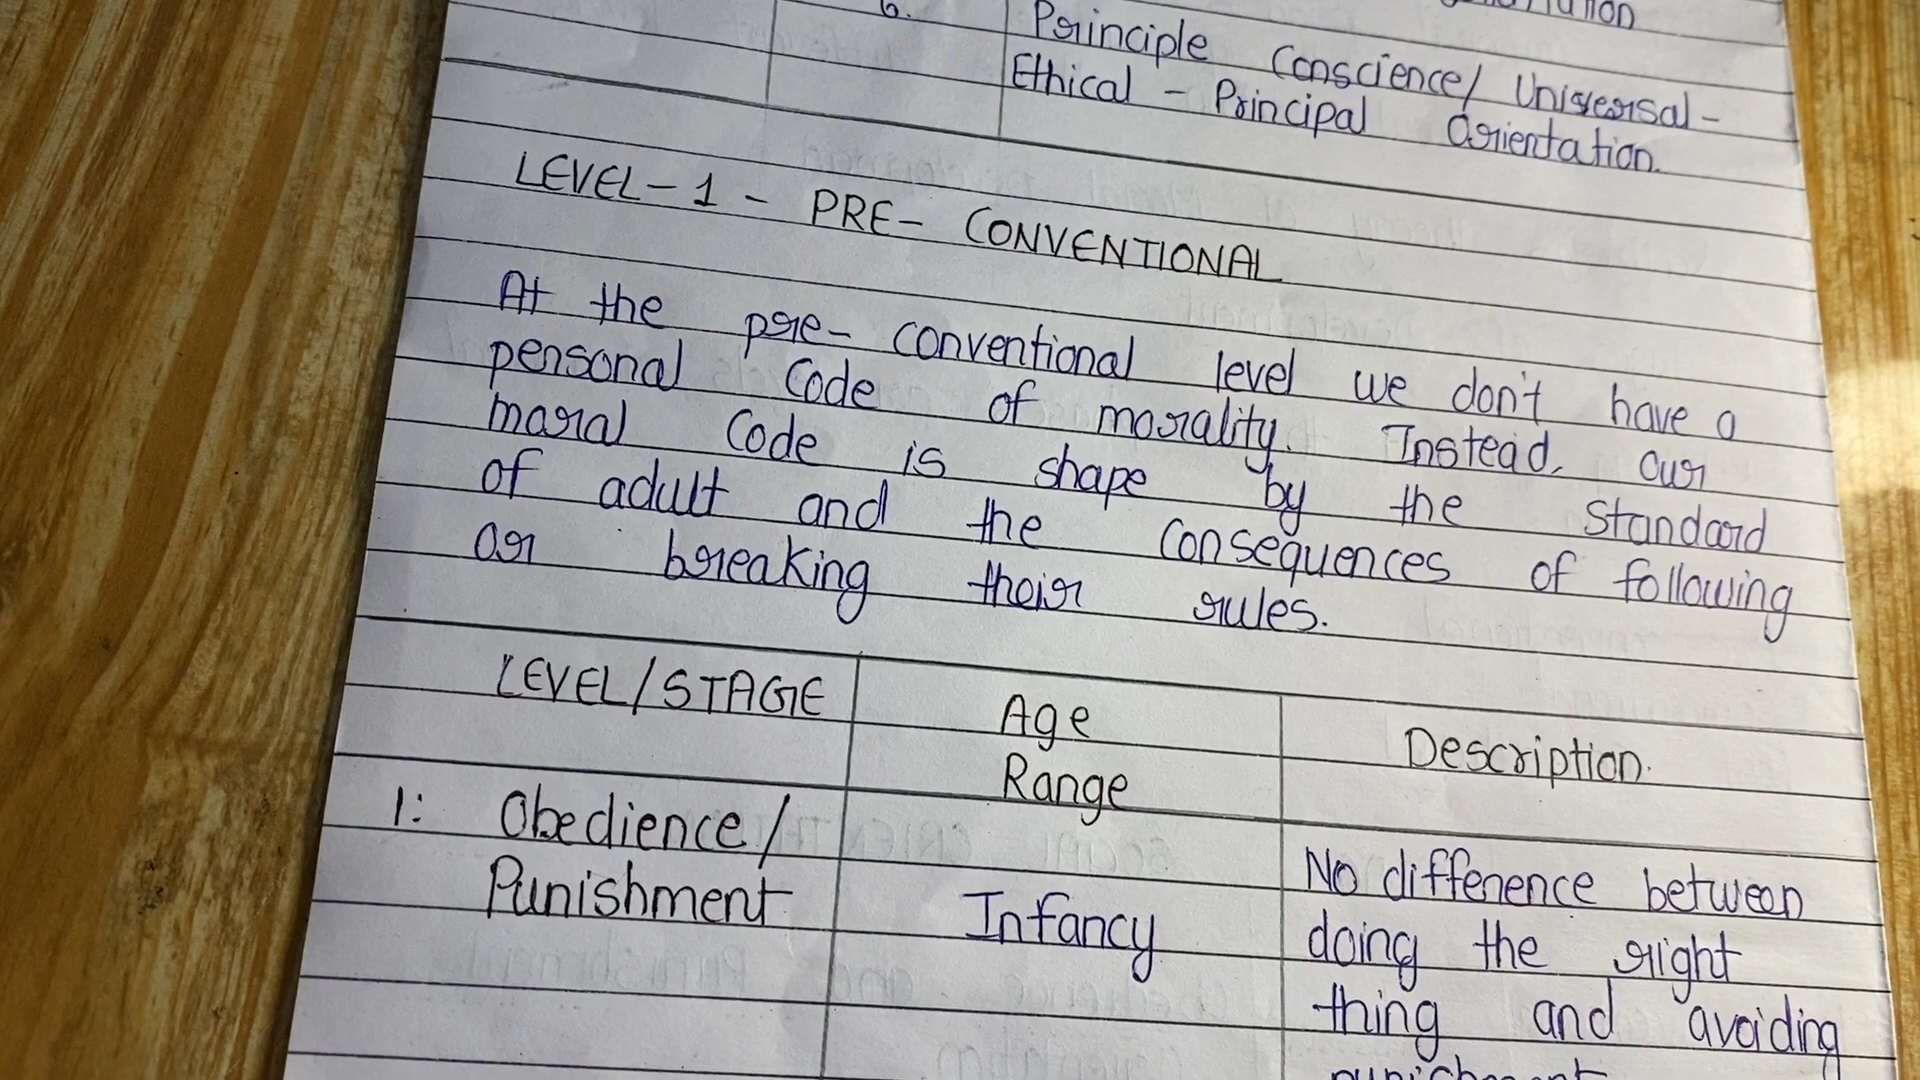 6.
Principle Conscience/ Universal -
Ethical - Principal Orientation.
LEVEL - 1 - PRE - CONVENTIONAL
At the pre- conventional level we don't have a
personal Code of morality. Instead, our
moral Code is shape by the standard
of adult and the consequences of following
or breaking their rules.
LEVEL/STAGE
Age
Range
Description.
1: Obedience/
Punishment
Infancy
No difference between
doing the right
thing and avoiding
punishment